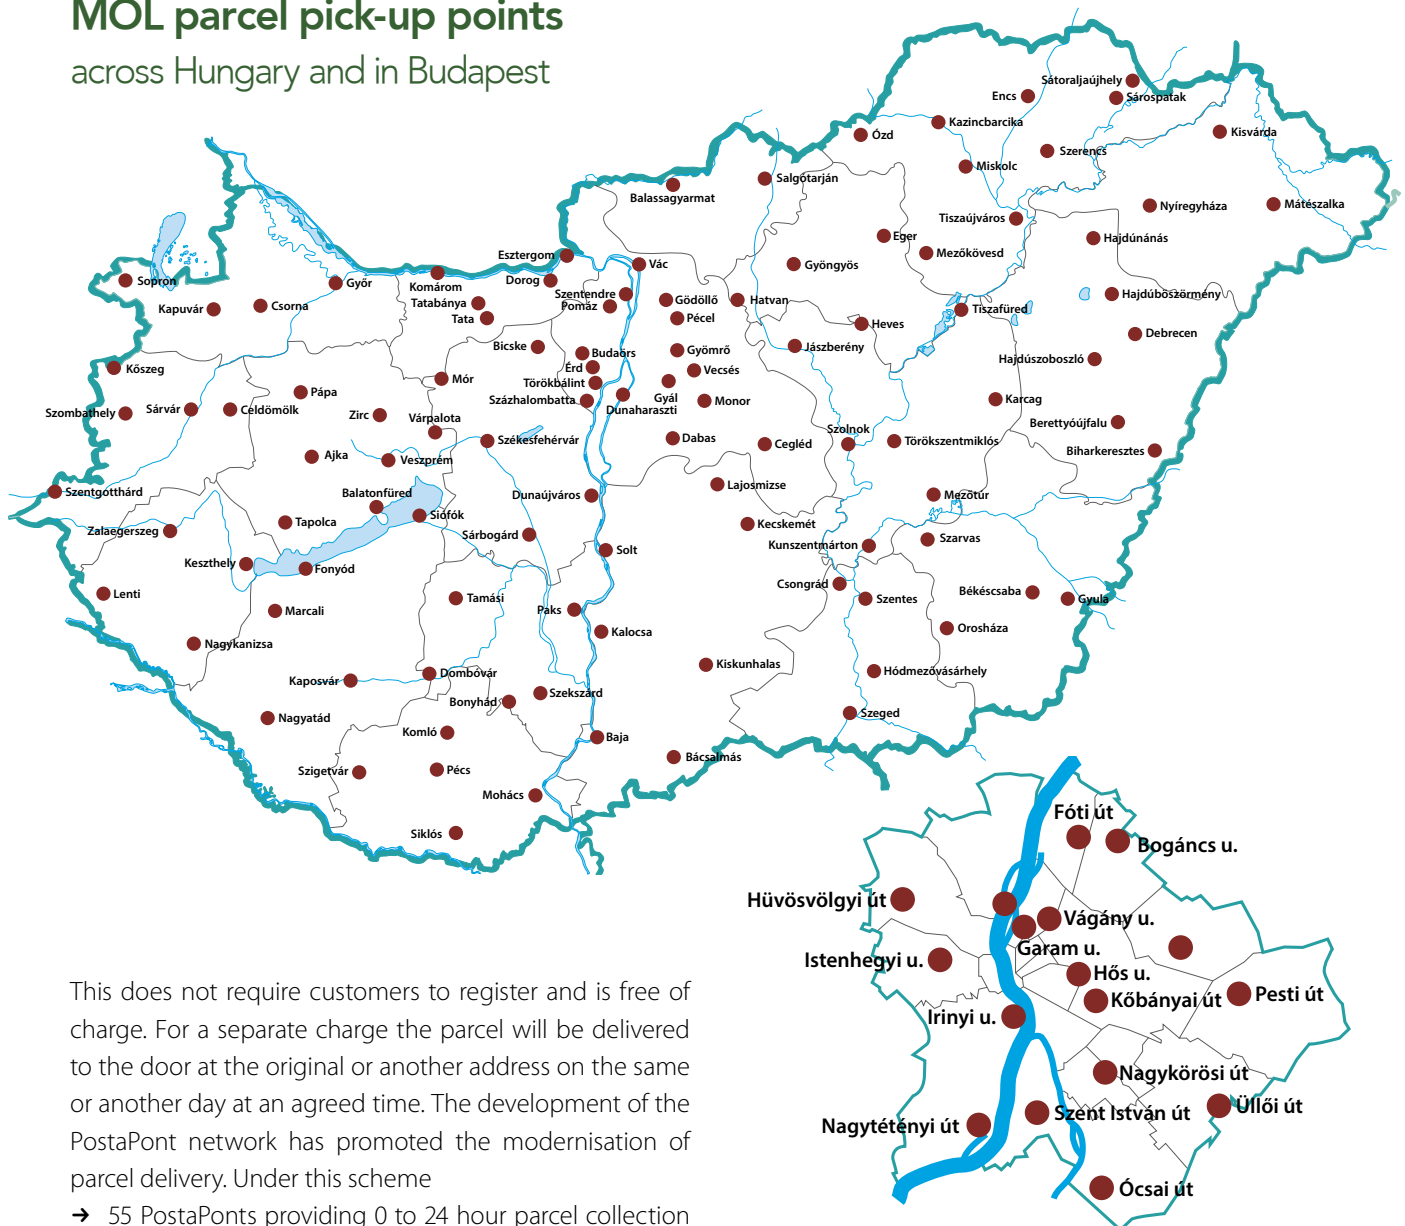 MOL parcel pick-up points
across Hungary and in Budapest
Sátoraljaújhely
Encs
Sárospatak
Kazincbarcika
Ózd
Kisvárda
Szerencs
Miskolc
Salgótarján
Balassagyarmat
Nyíregyháza
Mátészalka
Tiszaújváros
Eger
Hajdúnánás
Mezőkövesd
Esztergom
Vác
Gyöngyös
Sopron
Győr
Komárom
Dorog
Szentendre
Hajdúböszörmény
Kapuvár
Csorna
Tatabánya
Pomáz
Gödöllő
Hatvan
Tiszafüred
Tata
Pécel
Heves
Debrecen
Bicske
Budaörs
Gyömrő
Jászberény
Hajdúszoboszló
Kőszeg
Érd
Vecsés
Mór
Törökbálint
Pápa
Százhalombatta
Gyál
Monor
Karcag
Szombathely
Sárvár
Celdömölk
Zirc
Várpalota
Dunaharaszti
Berettyóújfalu
Székesfehérvár
Dabas
Cegléd
Szolnok
Törökszentmiklós
Biharkeresztes
Ajka
Veszprém
Lajosmizse
Szentgotthárd
Balatonfüred
Dunaújváros
Mezőtúr
Tapolca
Siófók
Kecskemét
Zalaegerszeg
Sárbogárd
Kunszentmárton
Szarvas
Solt
Keszthely
Fonyód
Csongrád
Lenti
Tamási
Szentes
Békéscsaba
Gyula
Marcali
Paks
Kalocsa
Orosháza
Nagykanizsa
Kiskunhalas
Kaposvár
Dombóvár
Hódmezővásárhely
Szekszárd
Bonyhád
Nagyatád
Szeged
Komló
Baja
Bácsalmás
Szigetvár
Pécs
Mohács
Siklós
Fóti út
Bogáncs u.
Hüvösvölgyi út
Vágány u.
Garam u.
Istenhegyi u.
Hős u.
Kőbányai út
Pesti út
Irinyi u.
Nagykörösi út
Szent István út
Üllői út
Nagytétényi út
Ócsai út
This does not require customers to register and is free of
charge. For a separate charge the parcel will be delivered
to the door at the original or another address on the same
or another day at an agreed time. The development of the
PostaPont network has promoted the modernisation of
parcel delivery. Under this scheme
➔ 55 PostaPonts providing 0 to 24 hour parcel collection